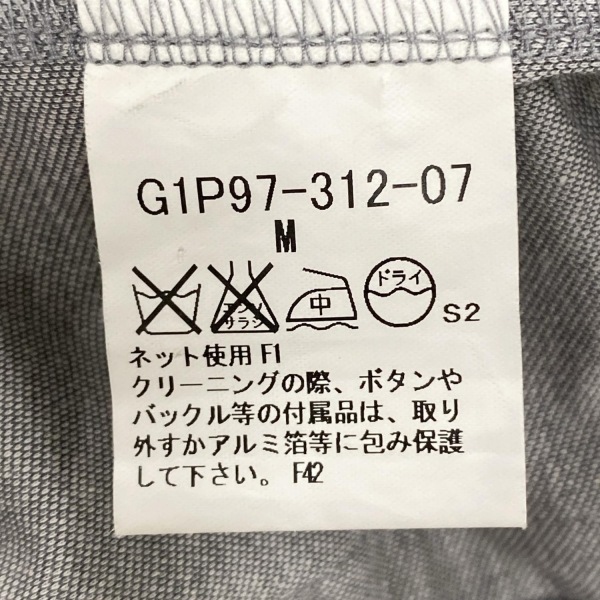 G1P97-312-07
M
エンソ
サラシ
中
ドライ
S2
ネット使用 F1
クリーニングの際、ボタンや
バックル等の付属品は、取り
外すかアルミ箔等に包み保護
して下さい。 F42